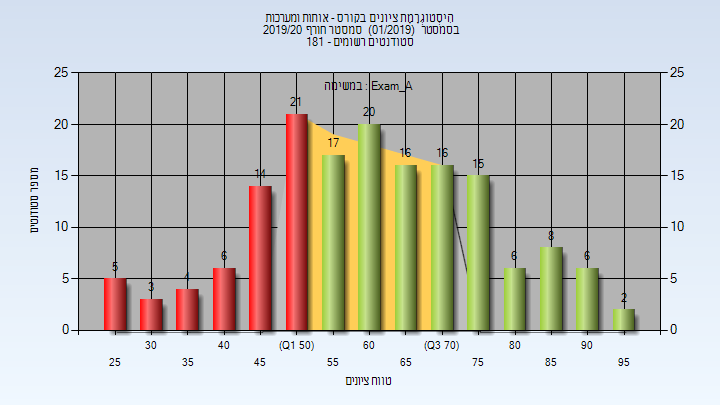 היסטוגרמת ציונים בקורס - אותות ומערכות
בסמסטר (01/2019) סמסטר חורף 2019/20
סטודנטים רשומים - 181
במשימה : Exam_A
מספר סטודנטים
25 25
20 20
15 15
10 10
5 5
0 0
5 3 4 6 14 21 17 20 16 16 15 6 8 6 2
30 40 (Q1 50) 60 (Q3 70) 80 90
25 35 45 55 65 75 85 95
טווח ציונים